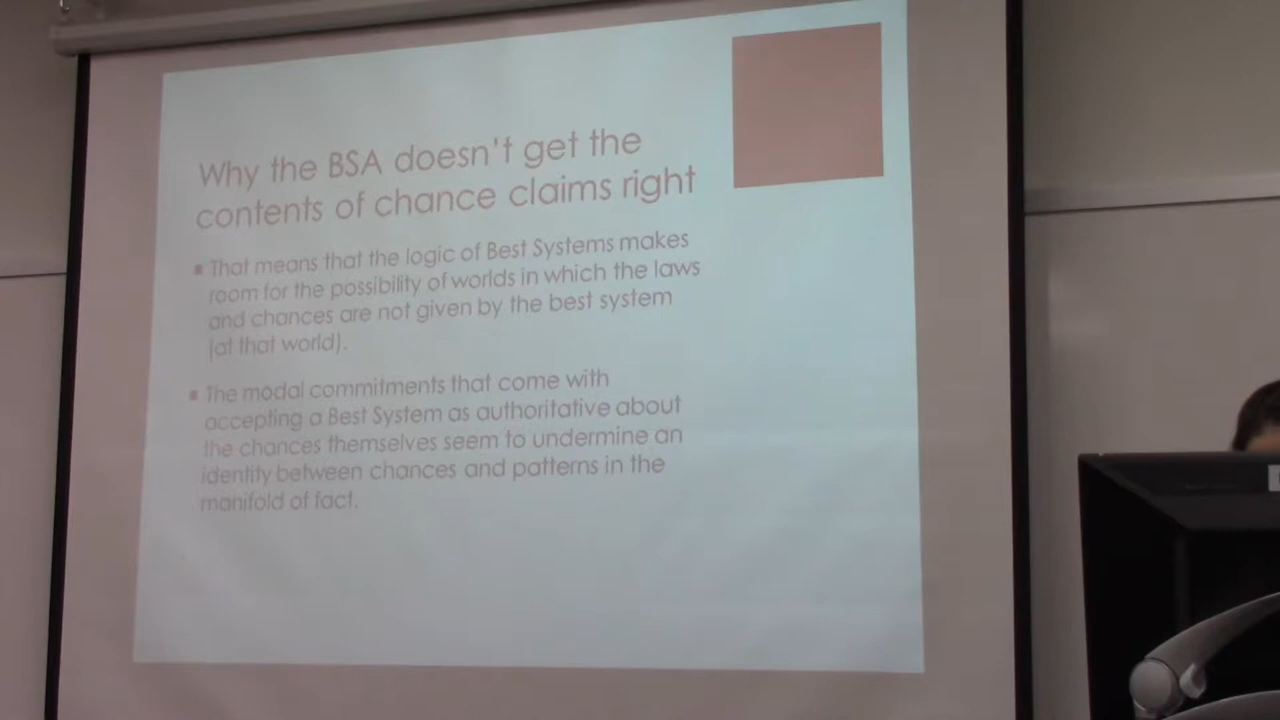 Why the BSA doesn't get the
contents of chance claims right
That means that the logic of Best Systems makes
room for the possibility of worlds in which the laws
and chances are not given by the best system
(at that world).
The modal commitments that come with
accepting a Best System as authoritative about
the chances themselves seem to undermine an
identity between chances and patterns in the
manifold of fact.